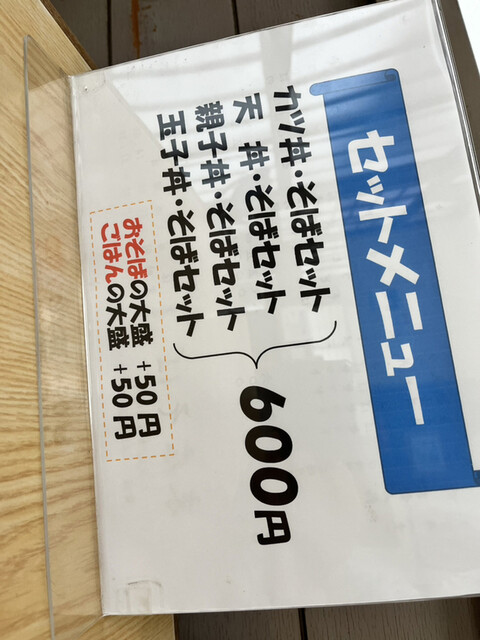 セットメニュー
カツ丼・そばセット
天 丼・そばセット
親子丼・そばセット
玉子丼・そばセット
600円
おそばの大盛 +50円
ごはんの大盛 +50円